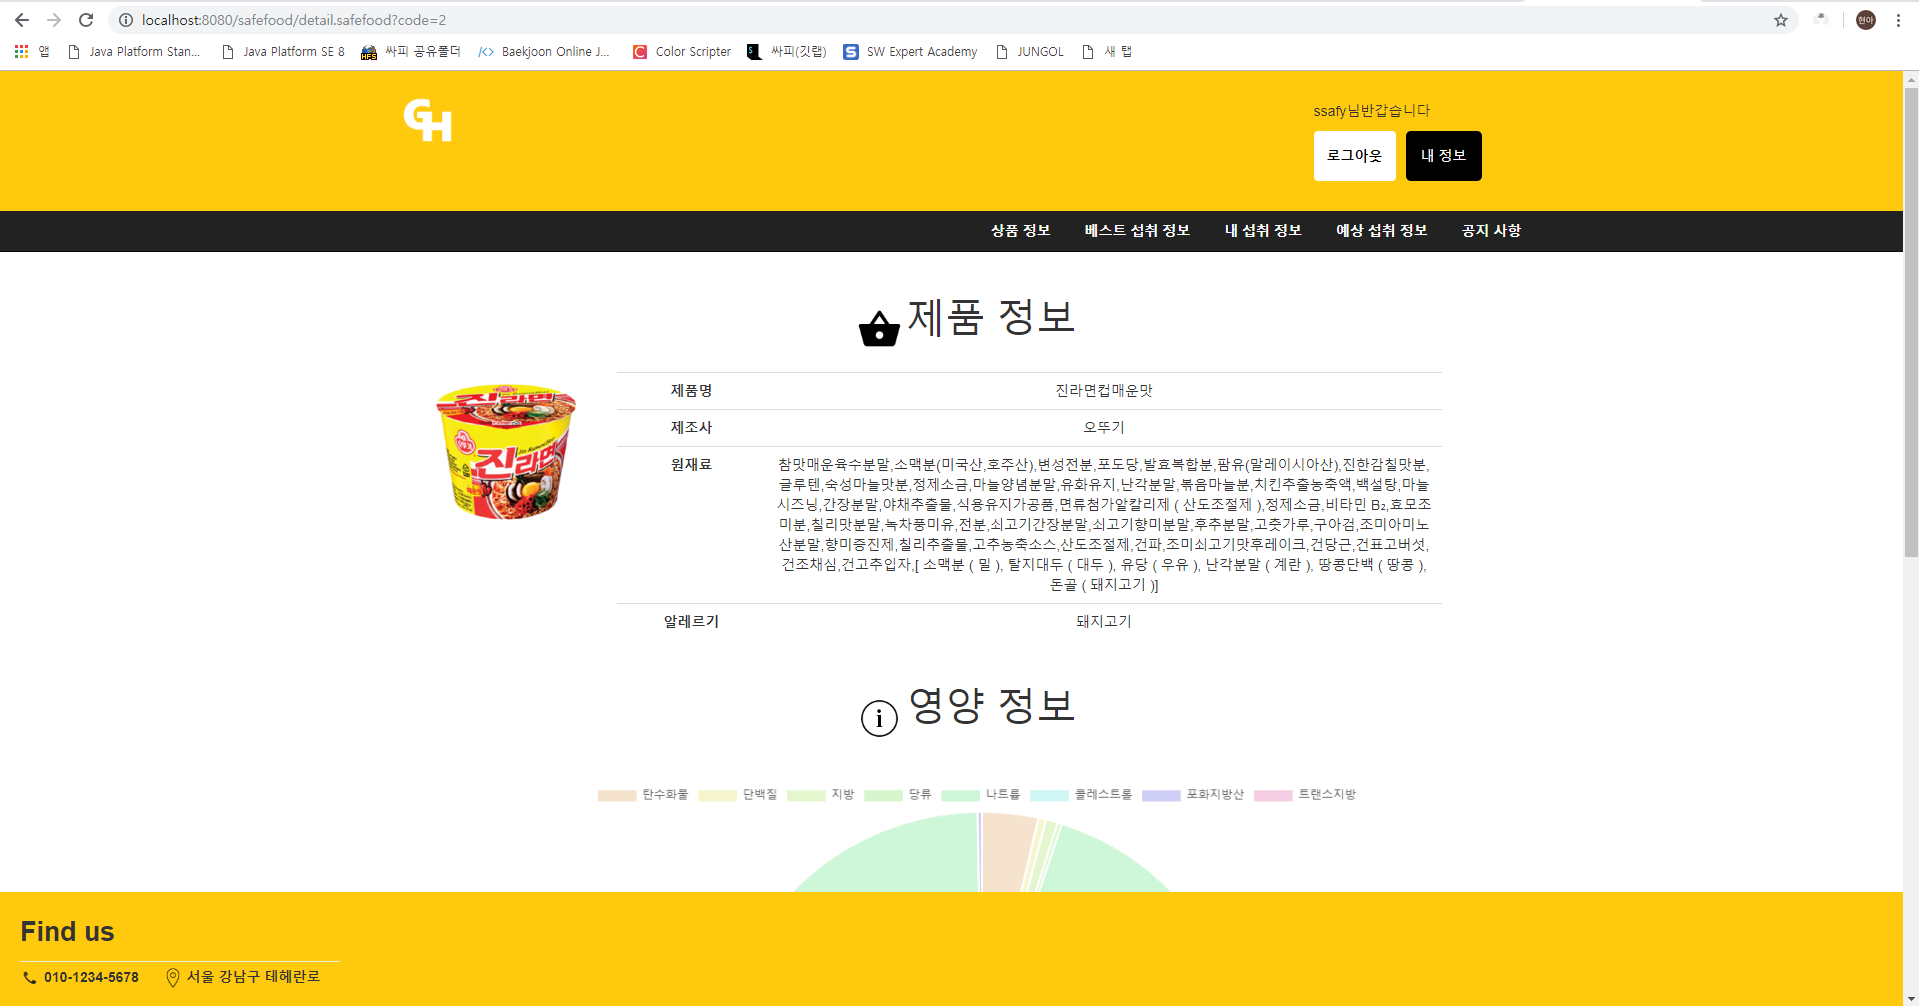 localhost:8080/safefood/detail.safefood?code=2
현아
앱 Java Platform Stan... Java Platform SE 8 싸피 공유폴더 Baekjoon Online J... Color Scripter 싸피(깃랩) SW Expert Academy JUNGOL 새 탭
GH
ssafy님반갑습니다
로그아웃 내 정보
상품 정보 베스트 섭취 정보 내 섭취 정보 예상 섭취 정보 공지 사항
제품 정보
진라면
제품명 진라면컵매운맛
제조사 오뚜기
원재료 참맛매운육수분말,소맥분(미국산,호주산),변성전분,포도당,발효복합분,팜유(말레이시아산),진한감칠맛분,
글루텐,숙성마늘맛분,정제소금,마늘양념분말,유화유지,난각분말,볶음마늘분,치킨추출농축액,백설탕,마늘
시즈닝,간장분말,야채추출물,식용유지가공품,면류첨가알칼리제 ( 산도조절제 ),정제소금,비타민 B₂,효모조
미분,칠리맛분말,녹차풍미유,전분,쇠고기간장분말,쇠고기향미분말,후추분말,고춧가루,구아검,조미아미노
산분말,향미증진제,칠리추출물,고추농축소스,산도조절제,건파,조미쇠고기맛후레이크,건당근,건표고버섯,
건조채심,건고추입자,[ 소맥분 ( 밀 ), 탈지대두 ( 대두 ), 유당 ( 우유 ), 난각분말 ( 계란 ), 땅콩단백 ( 땅콩 ),
돈골 ( 돼지고기 )]
알레르기 돼지고기
영양 정보
탄수화물 단백질 지방 당류 나트륨 콜레스트롤 포화지방산 트랜스지방
Find us
010-1234-5678 서울 강남구 테헤란로